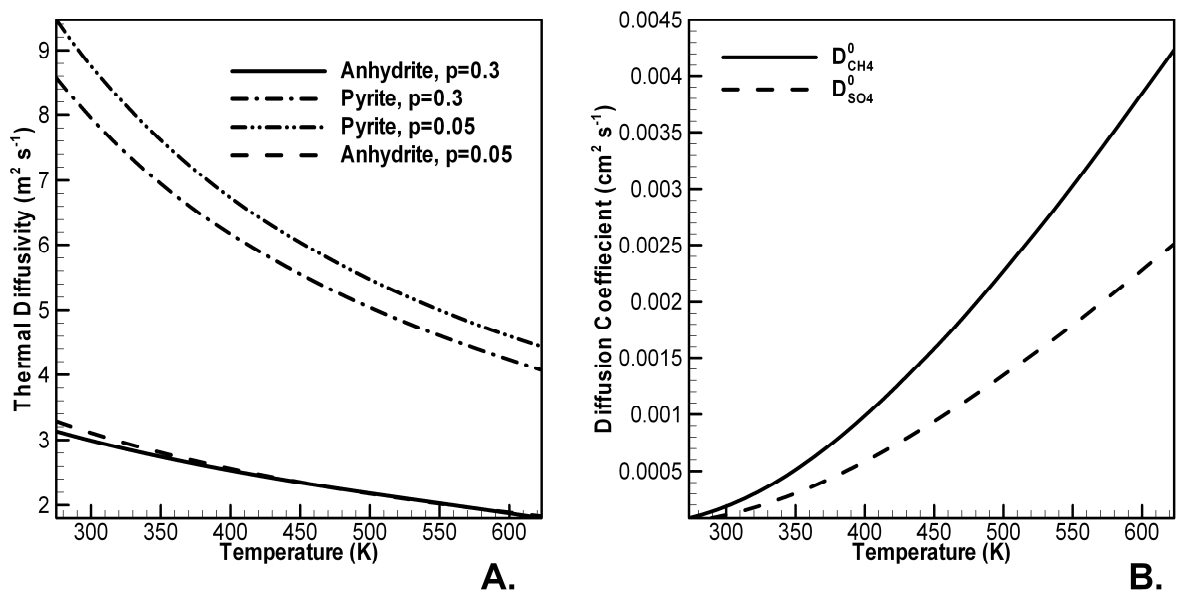 9
8
7
6
5
4
3
2
Thermal Diffusivity (m² s⁻¹)
Anhydrite, p=0.3
Pyrite, p=0.3
Pyrite, p=0.05
Anhydrite, p=0.05
300 350 400 450 500 550 600
Temperature (K)
A.
0.0045
0.004
0.0035
0.003
0.0025
0.002
0.0015
0.001
0.0005
Diffusion Coeffiecient (cm² s⁻¹)
D⁰CH4
D⁰SO4
300 350 400 450 500 550 600
Temperature (K)
B.